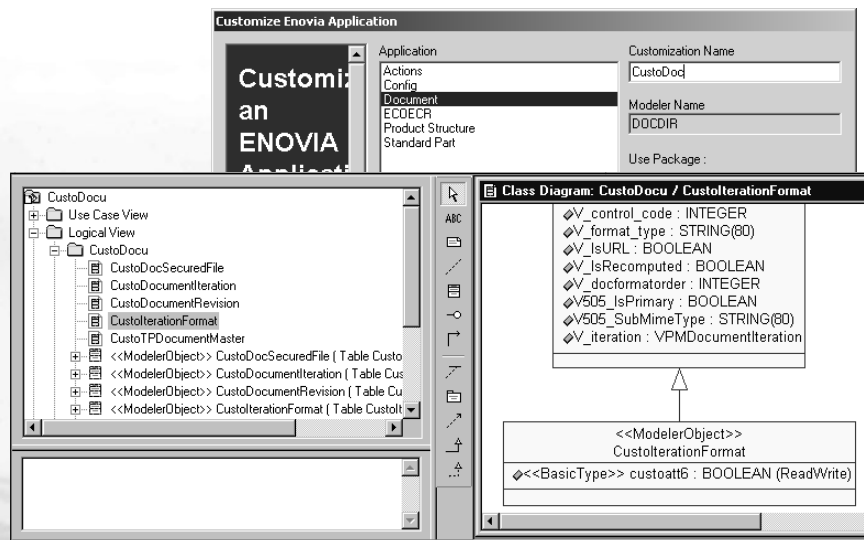 Customize Enovia Application
Customiz
an
ENOVIA
Application
Actions
Config
Document
ECOECR
Product Structure
Standard Part
Customization Name
CustoDoc
Modeler Name
DOCDIR
Use Package :
CustoDocu
Use Case View
Logical View
CustoDocu
CustoDocSecuredFile
CustoDocumentIteration
CustoDocumentRevision
CustoIterationFormat
CustoTPDocumentMaster
<<ModelerObject>> CustoDocSecuredFile ( Table Custo
<<ModelerObject>> CustoDocumentIteration ( Table Cus
<<ModelerObject>> CustoDocumentRevision ( Table Cu
<<ModelerObject>> CustoIterationFormat ( Table CustoIt
ABC
Class Diagram: CustoDocu / CustoIterationFormat
V_control_code : INTEGER
V_format_type : STRING(80)
V_IsURL : BOOLEAN
V_IsRecomputed : BOOLEAN
V_docformatorder : INTEGER
V505_IsPrimary : BOOLEAN
V505_SubMimeType : STRING(80)
V_iteration : VPMDocumentIteration
<<ModelerObject>>
CustoIterationFormat
<<BasicType>> custoatt6 : BOOLEAN (ReadWrite)